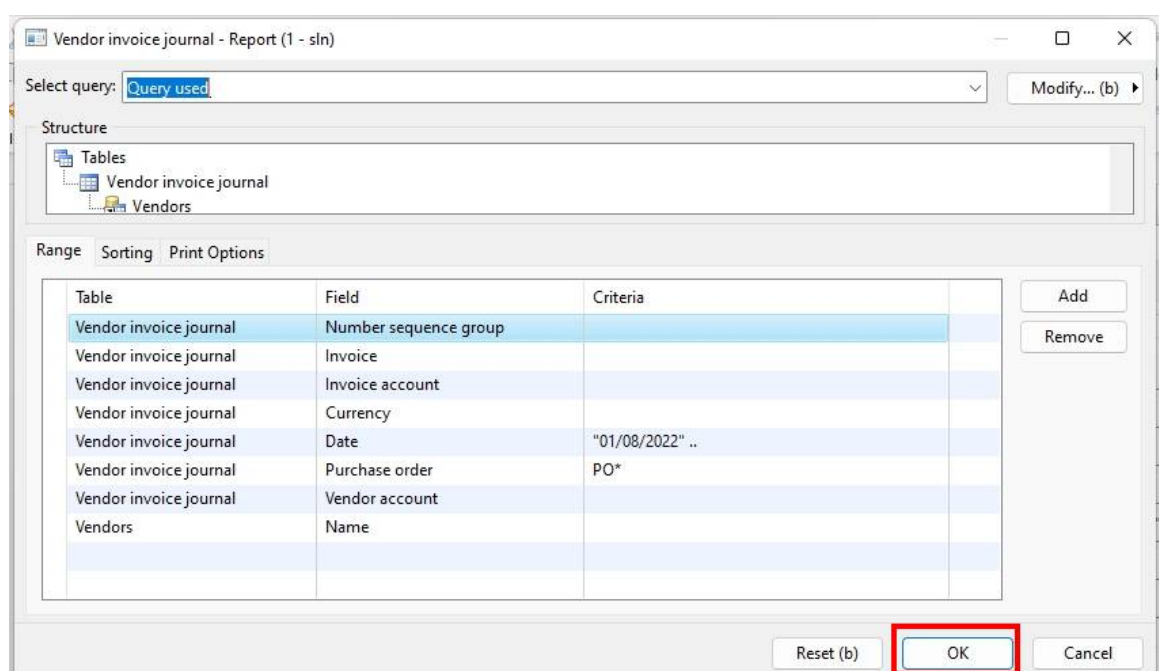 Vendor invoice journal - Report (1 - sln)
Select query: Query used Modify... (b)
Structure
Tables
Vendor invoice journal
Vendors
Range Sorting Print Options
Table Field Criteria Add
Vendor invoice journal Number sequence group
Remove
Vendor invoice journal Invoice
Vendor invoice journal Invoice account
Vendor invoice journal Currency
Vendor invoice journal Date "01/08/2022" ..
Vendor invoice journal Purchase order PO*
Vendor invoice journal Vendor account
Vendors Name
Reset (b) OK Cancel